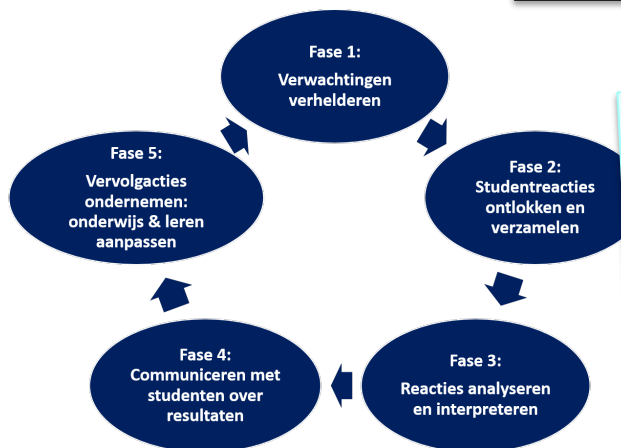 Fase 1:
Verwachtingen
verhelderen
Fase 2:
Studentreacties
ontlokken en
verzamelen
Fase 3:
Reacties analyseren
en interpreteren
Fase 4:
Communiceren met
studenten over
resultaten
Fase 5:
Vervolgacties
ondernemen:
onderwijs & leren
aanpassen